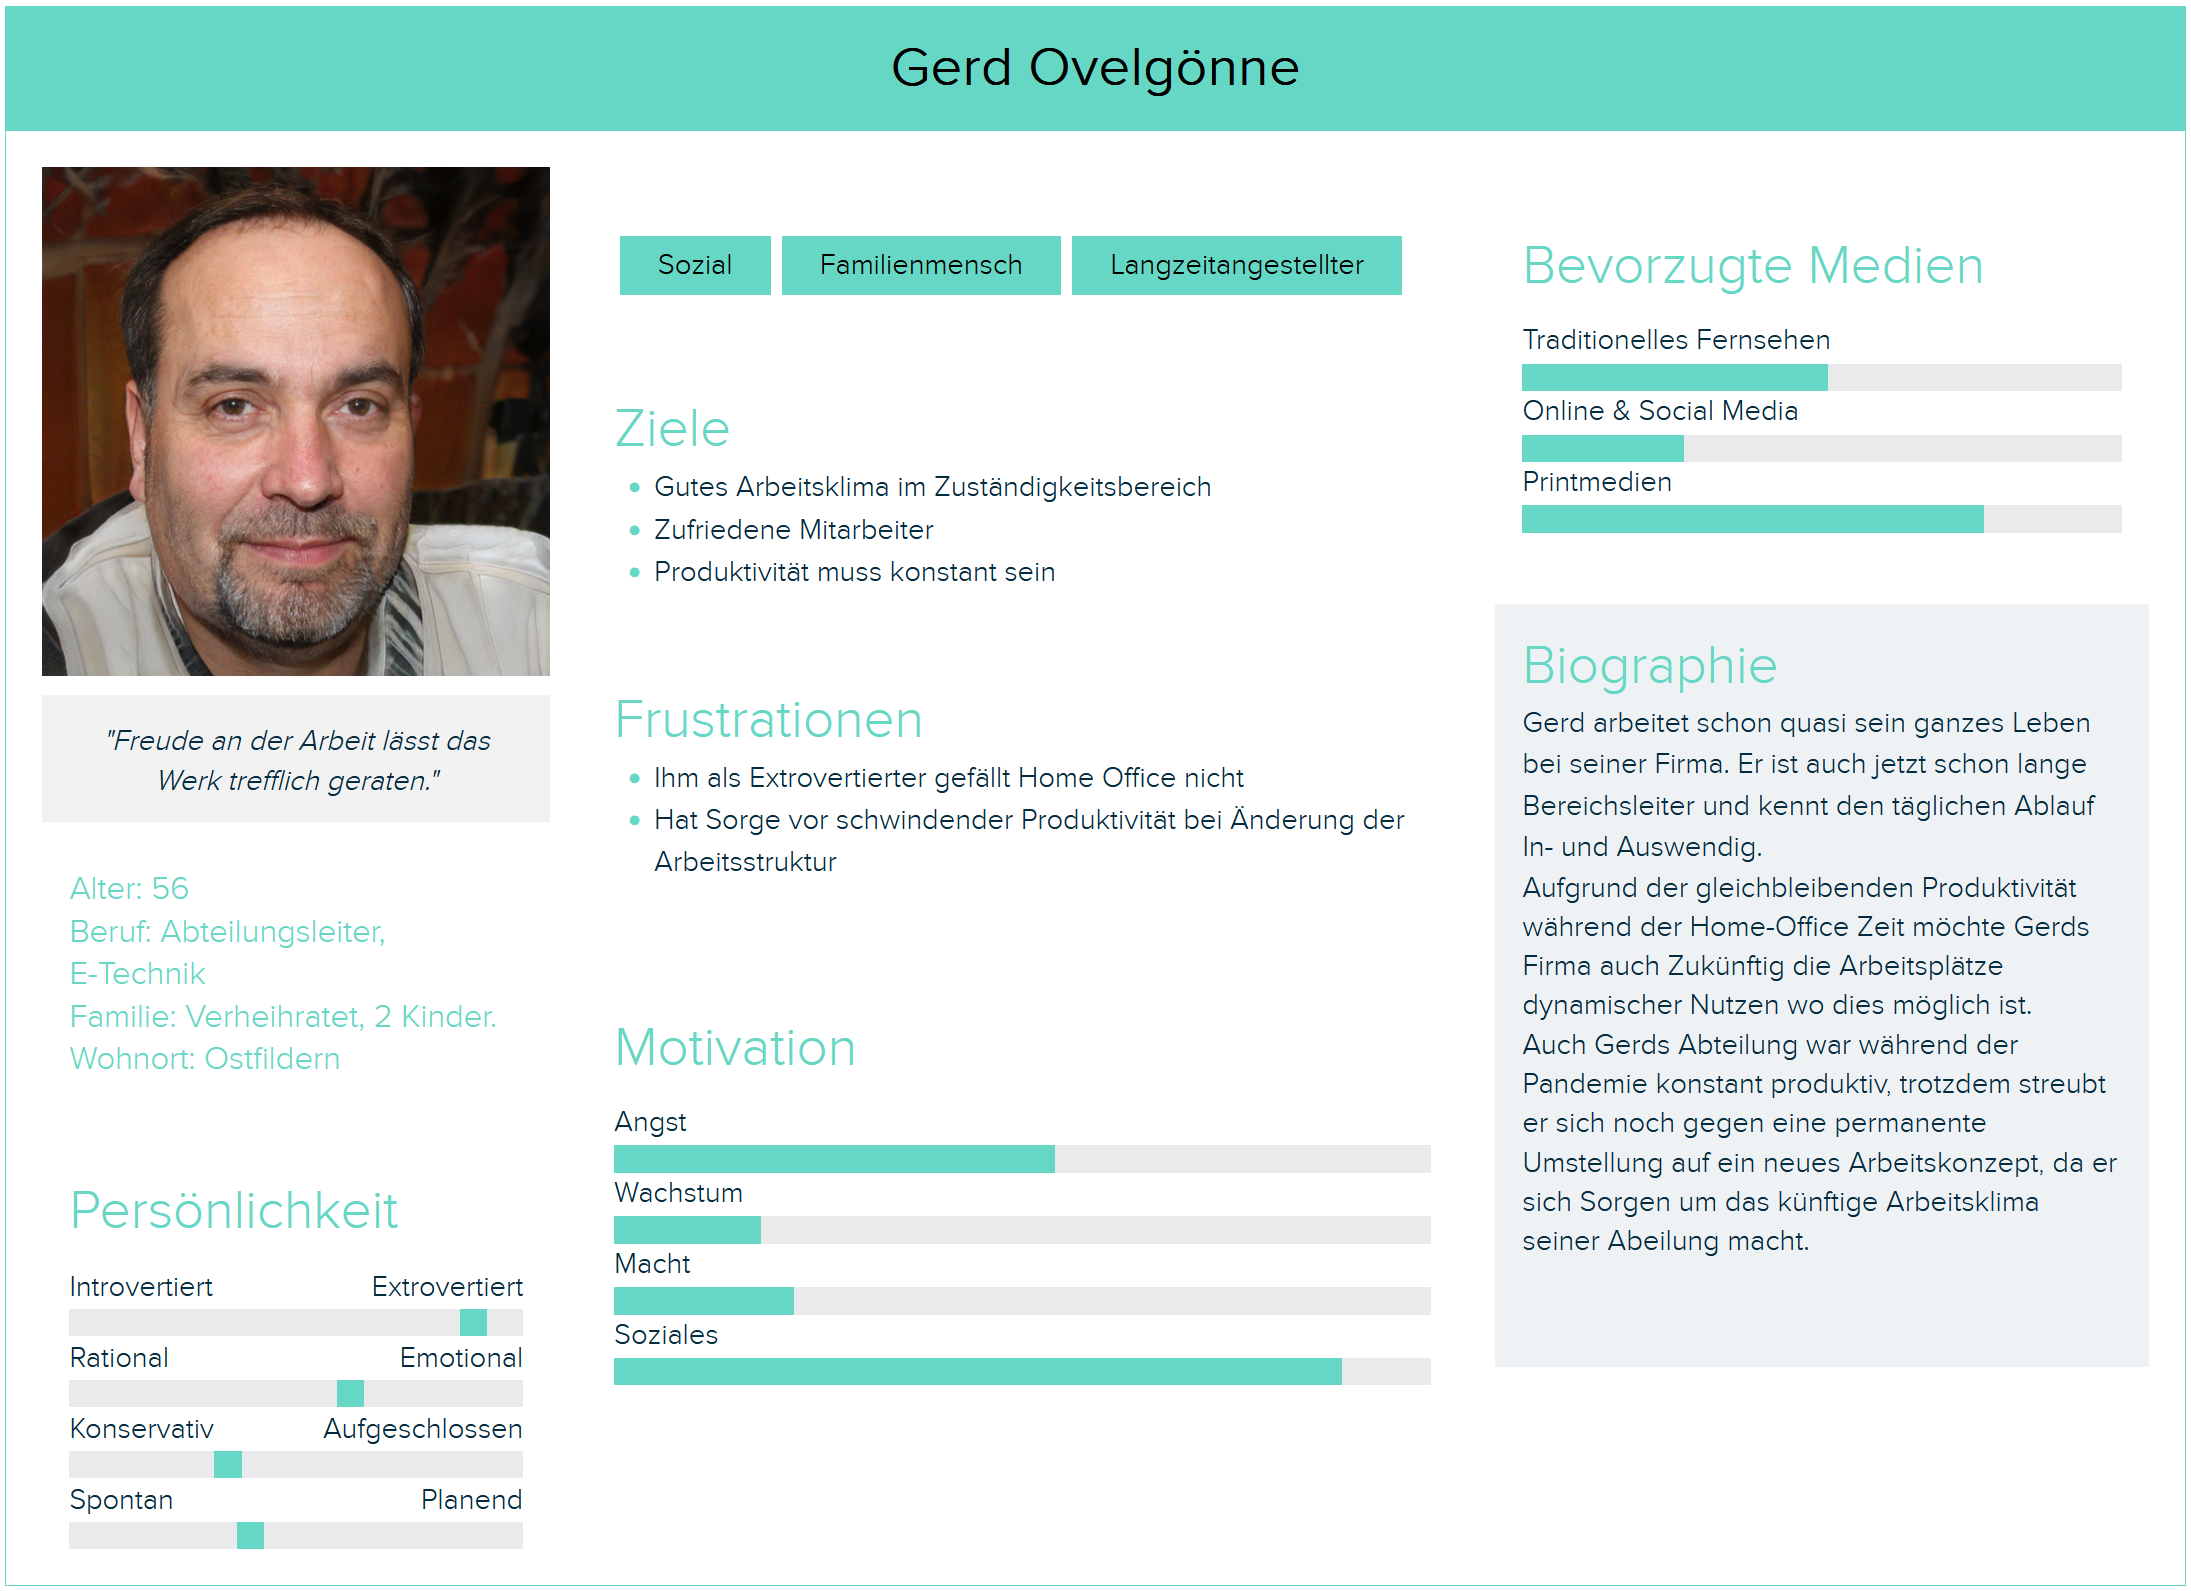 Gerd Ovelgönne
"Freude an der Arbeit lässt das
Werk trefflich geraten."
Alter: 56
Beruf: Abteilungsleiter,
E-Technik
Familie: Verheihratet, 2 Kinder.
Wohnort: Ostfildern
Persönlichkeit
Introvertiert Extrovertiert
Rational Emotional
Konservativ Aufgeschlossen
Spontan Planend
Sozial Familienmensch Langzeitangestellter
Ziele
Gutes Arbeitsklima im Zuständigkeitsbereich
Zufriedene Mitarbeiter
Produktivität muss konstant sein
Frustrationen
Ihm als Extrovertierter gefällt Home Office nicht
Hat Sorge vor schwindender Produktivität bei Änderung der
Arbeitsstruktur
Motivation
Angst
Wachstum
Macht
Soziales
Bevorzugte Medien
Traditionelles Fernsehen
Online & Social Media
Printmedien
Biographie
Gerd arbeitet schon quasi sein ganzes Leben
bei seiner Firma. Er ist auch jetzt schon lange
Bereichsleiter und kennt den täglichen Ablauf
In- und Auswendig.
Aufgrund der gleichbleibenden Produktivität
während der Home-Office Zeit möchte Gerds
Firma auch Zukünftig die Arbeitsplätze
dynamischer Nutzen wo dies möglich ist.
Auch Gerds Abteilung war während der
Pandemie konstant produktiv, trotzdem streubt
er sich noch gegen eine permanente
Umstellung auf ein neues Arbeitskonzept, da er
sich Sorgen um das künftige Arbeitsklima
seiner Abeilung macht.